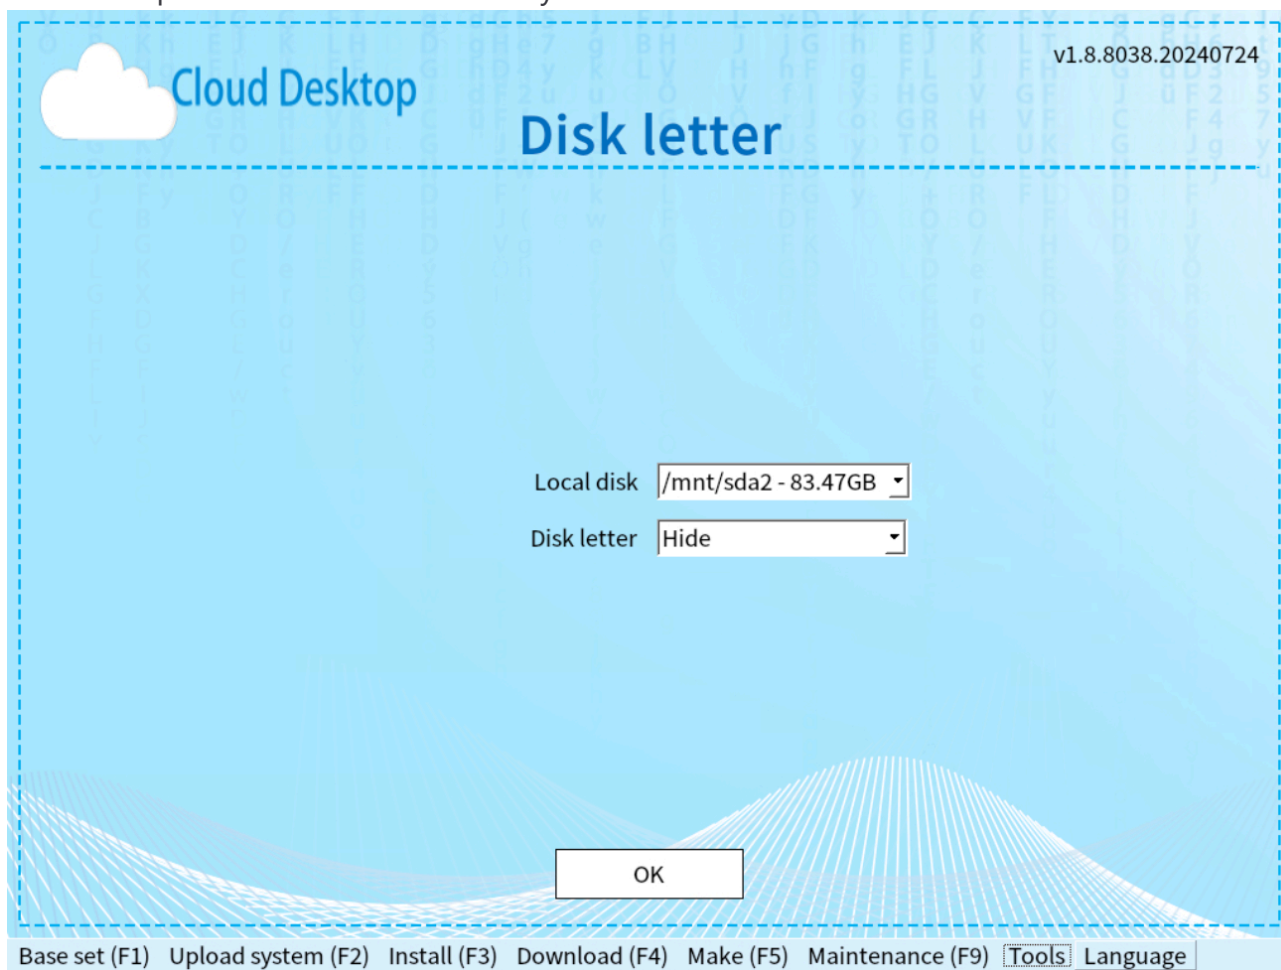 Cloud Desktop
v1.8.8038.20240724
Disk letter
Local disk /mnt/sda2 - 83.47GB
Disk letter Hide
OK
Base set (F1) Upload system (F2) Install (F3) Download (F4) Make (F5) Maintenance (F9) Tools Language